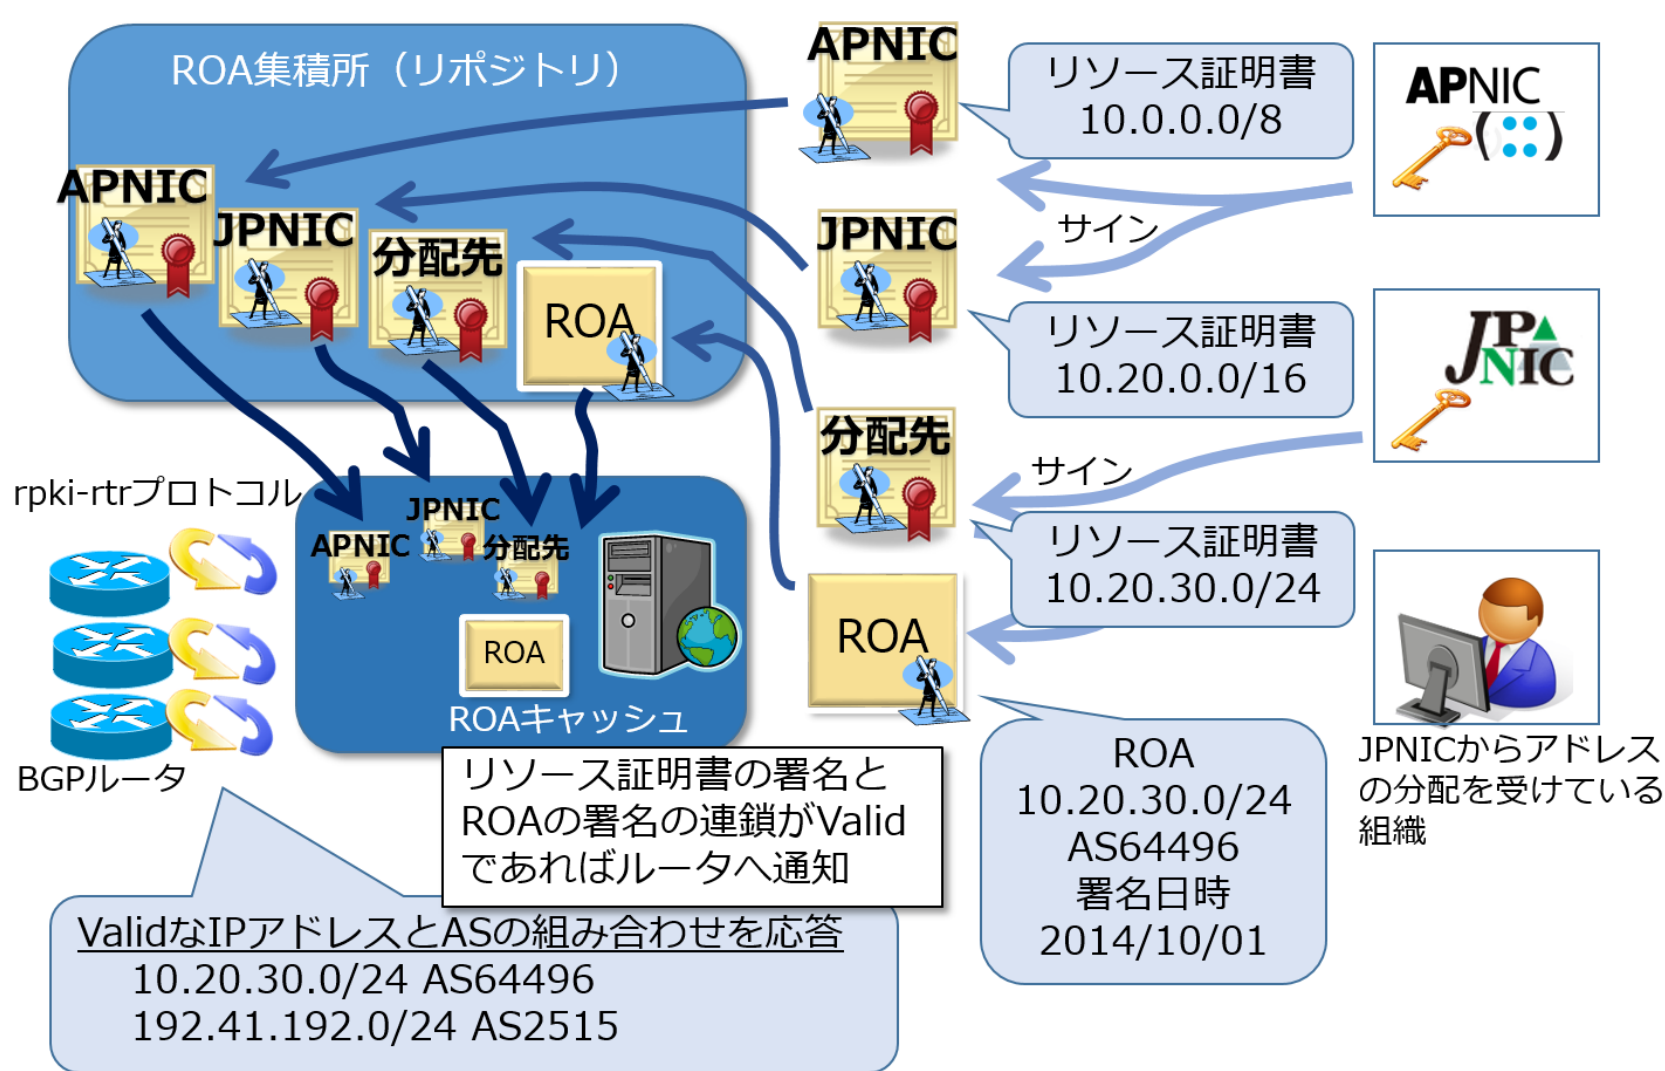 ROA集積所（リポジトリ）
APNIC
JPNIC
分配先
ROA
APNIC
リソース証明書
10.0.0.0/8
APNIC
サイン
JPNIC
リソース証明書
10.20.0.0/16
JPNIC
分配先
サイン
リソース証明書
10.20.30.0/24
ROA
ROA
10.20.30.0/24
AS64496
署名日時
2014/10/01
JPNICからアドレス
の分配を受けている
組織
rpki-rtrプロトコル
BGPルータ
APNIC
JPNIC
分配先
ROA
ROAキャッシュ
リソース証明書の署名と
ROAの署名の連鎖がValid
であればルータへ通知
ValidなIPアドレスとASの組み合わせを応答
10.20.30.0/24 AS64496
192.41.192.0/24 AS2515